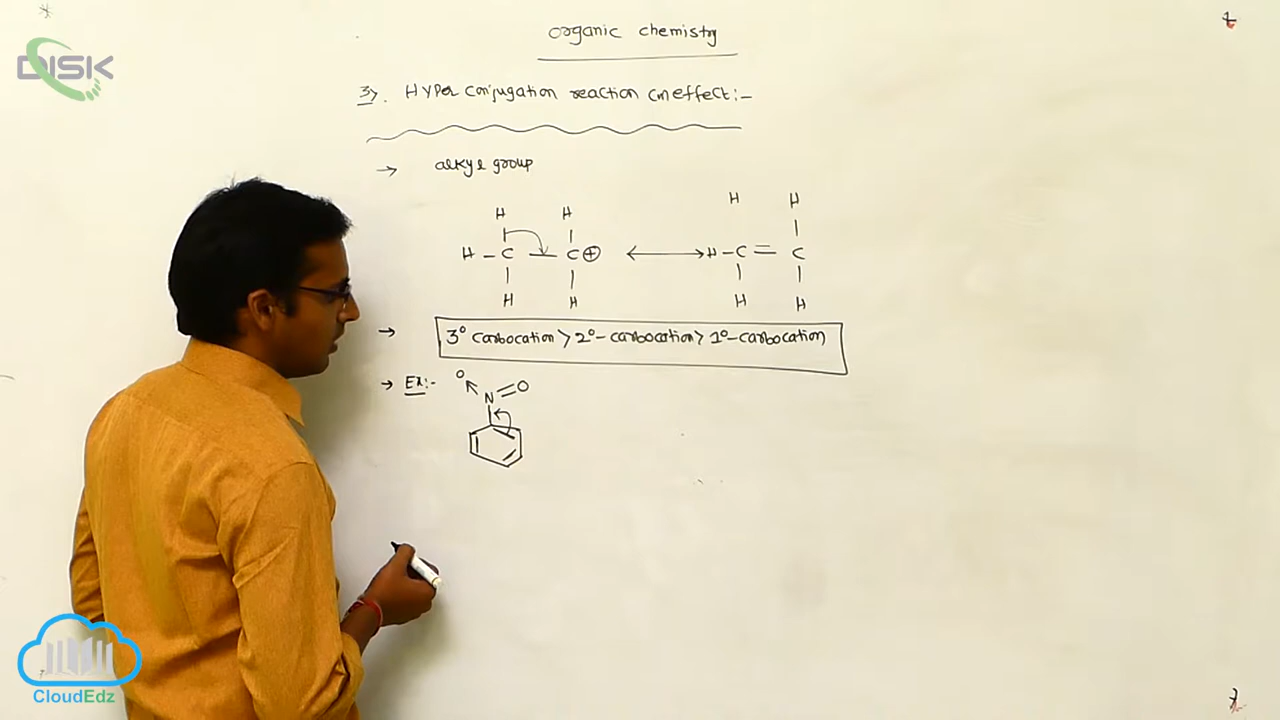 DISK
organic chemistry
3>. Hyper conjugation reaction (m effect:-
→ alkyl group
H H H H
H - C - C ⊕ ↔ H - C = C
H H H H
→ 3° carbocation > 2°-carbocation > 1°-carbocation
→ Ex:- O N = O
CloudEdz